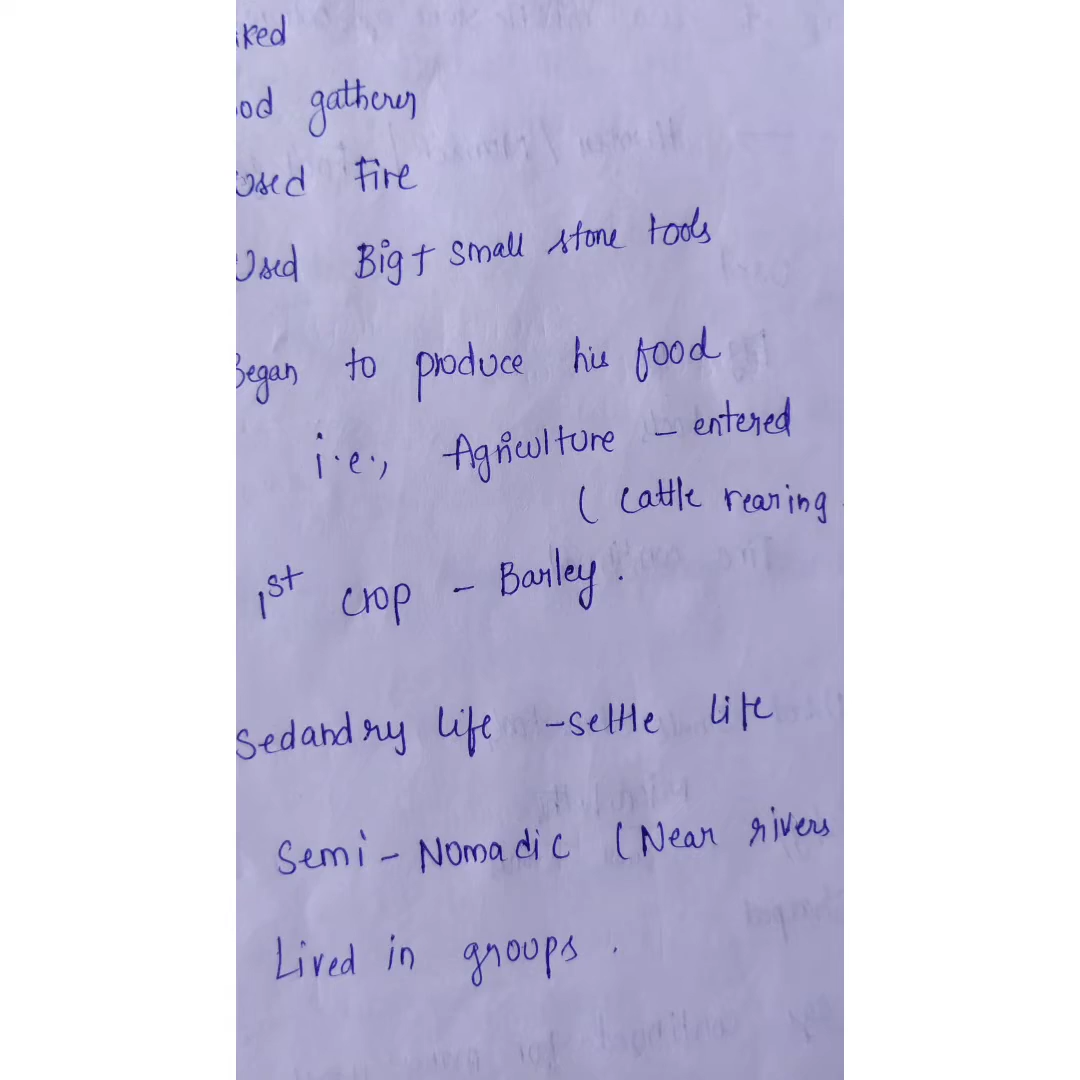 ked
od gatherer
Used Fire
Used Big + small stone tools
Began to produce his food
i.e., Agriculture - entered
( Cattle rearing
1st crop - Barley.
Sedandry life - settle life
Semi - Nomadic ( Near rivers
Lived in groups.